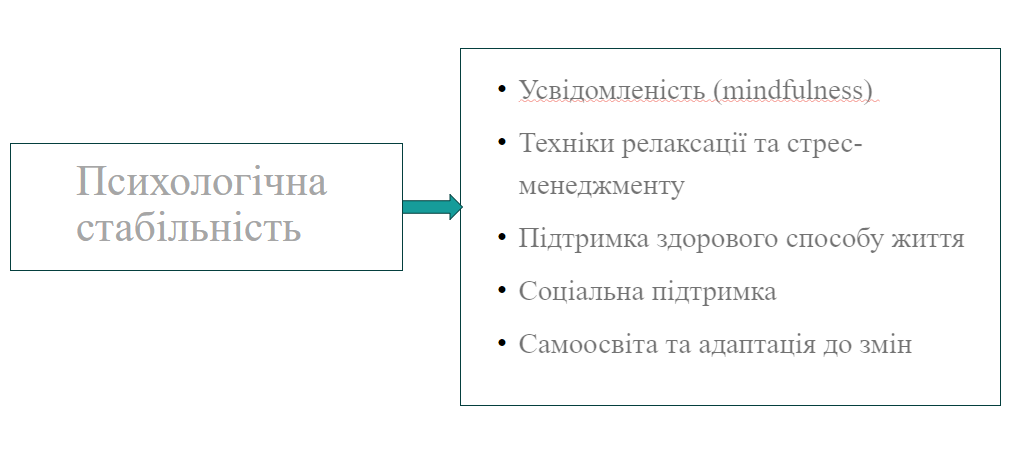 Психологічна
стабільність
• Усвідомленість (mindfulness)
• Техніки релаксації та стрес-
менеджменту
• Підтримка здорового способу життя
• Соціальна підтримка
• Самоосвіта та адаптація до змін